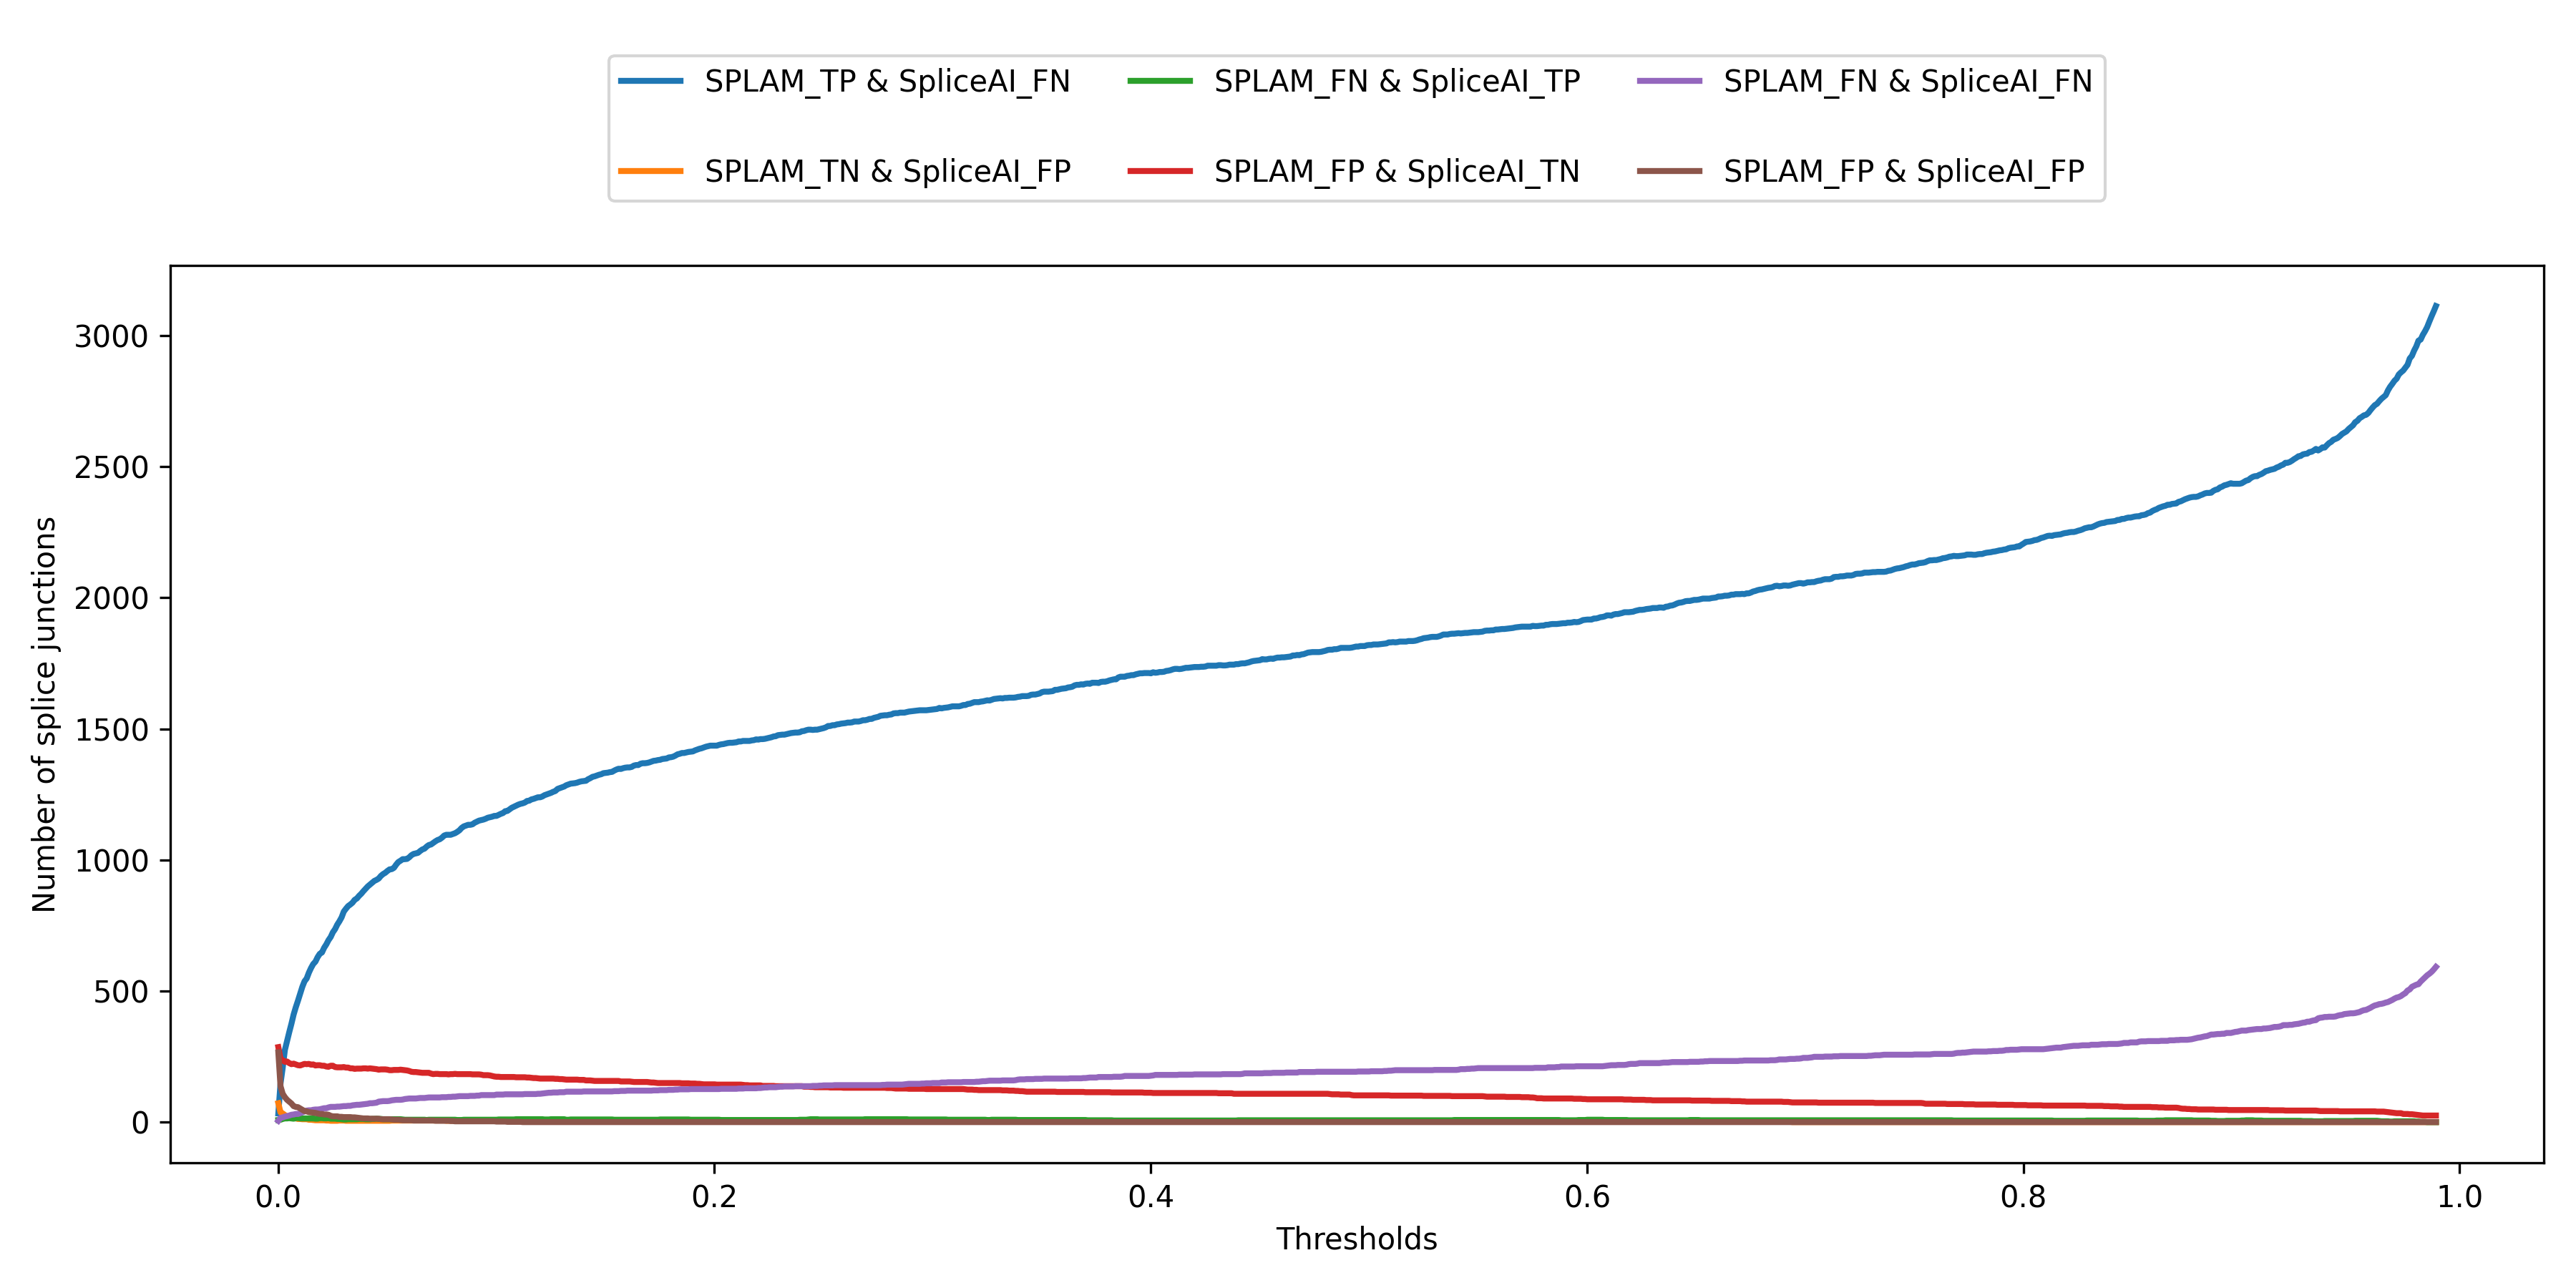 SPLAM_TP & SpliceAI_FN
SPLAM_FN & SpliceAI_TP
SPLAM_FN & SpliceAI_FN
SPLAM_TN & SpliceAI_FP
SPLAM_FP & SpliceAI_TN
SPLAM_FP & SpliceAI_FP
Number of splice junctions
3000
2500
2000
1500
1000
500
0
0.0
0.2
0.4
0.6
0.8
1.0
Thresholds